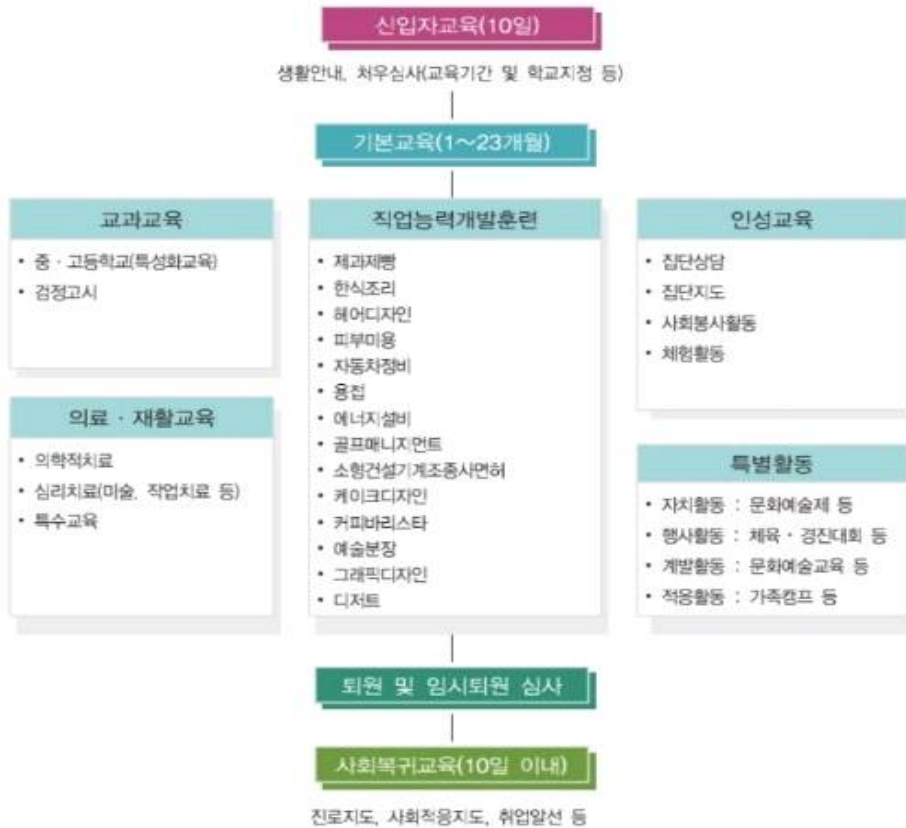 신입자교육(10일)
생활안내, 처우심사(교육기간 및 학교지정 등)
기본교육(1~23개월)
교과교육
• 중 · 고등학교(특성화교육)
• 검정고시
의료 · 재활교육
• 의학적치료
• 심리치료(미술, 작업치료 등)
• 특수교육
직업능력개발훈련
• 제과제빵
• 한식조리
• 헤어디자인
• 피부미용
• 자동차정비
• 용접
• 에너지설비
• 골프매니지먼트
• 소형건설기계조종사면허
• 케이크디자인
• 커피바리스타
• 예술분장
• 그래픽디자인
• 디저트
인성교육
• 집단상담
• 집단지도
• 사회봉사활동
• 체험활동
특별활동
• 자치활동 : 문화예술제 등
• 행사활동 : 체육 · 경진대회 등
• 계발활동 : 문화예술교육 등
• 적응활동 : 가족캠프 등
퇴원 및 임시퇴원 심사
사회복귀교육(10일 이내)
진로지도, 사회적응지도, 취업알선 등